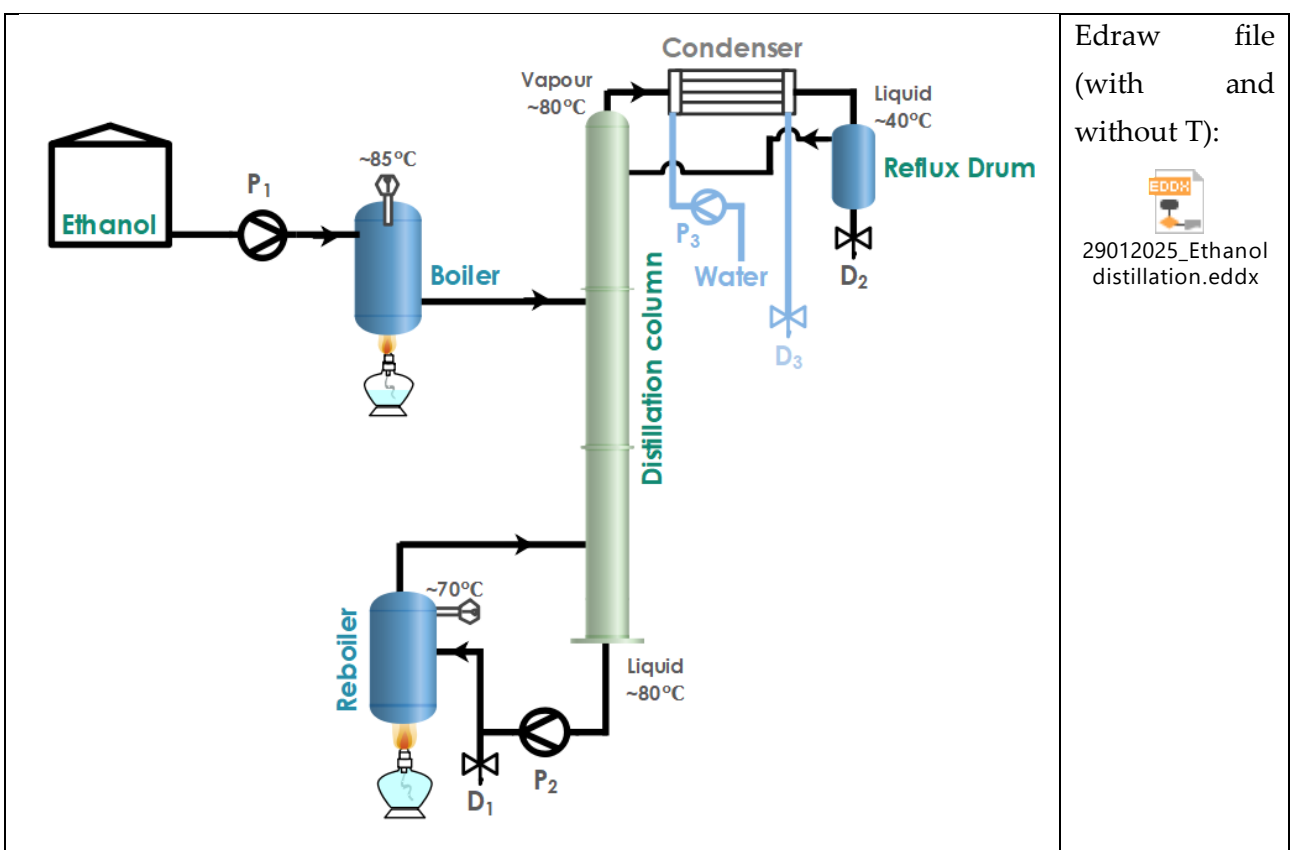 Condenser
Vapour
~80°C
Liquid
~40°C
~85°C
P1
Reflux Drum
Ethanol
P3
Boiler
Water
D2
Distillation column
D3
~70°C
Reboiler
Liquid
~80°C
P2
D1
Edraw file
(with and
without T):
EDDX
29012025_Ethanol
distillation.eddx